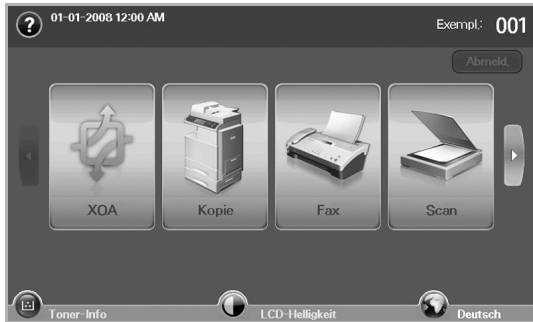 01-01-2008 12:00 AM
Exempl.: 001
Abmeld.
XOA Kopie Fax Scan
Toner-Info LCD-Helligkeit Deutsch